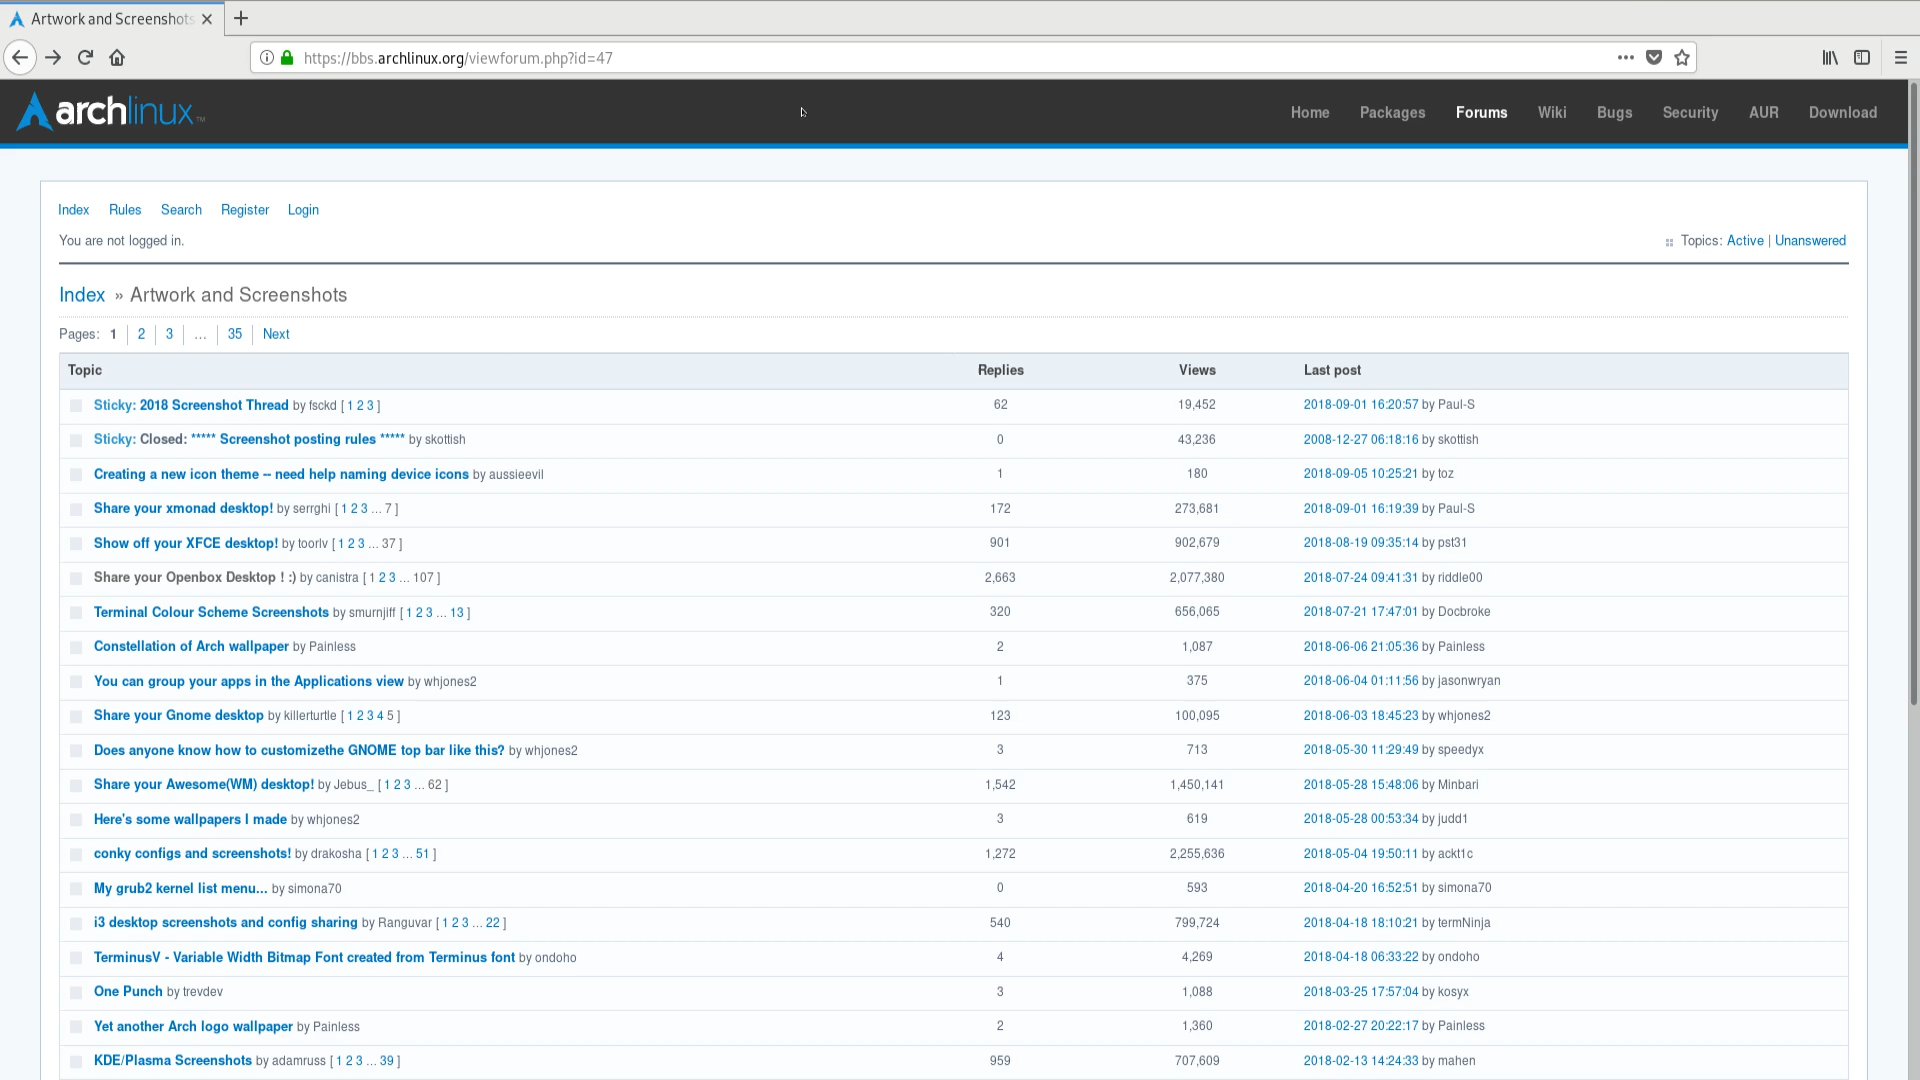 Artwork and Screenshots
https://bbs.archlinux.org/viewforum.php?id=47
archlinux™
Home Packages Forums Wiki Bugs Security AUR Download
Index Rules Search Register Login
You are not logged in. Topics: Active | Unanswered
Index » Artwork and Screenshots
Pages: 1 2 3 … 35 Next
Topic Replies Views Last post
Sticky: 2018 Screenshot Thread by fsckd [ 1 2 3 ] 62 19,452 2018-09-01 16:20:57 by Paul-S
Sticky: Closed: ***** Screenshot posting rules ***** by skottish 0 43,236 2008-12-27 06:18:16 by skottish
Creating a new icon theme -- need help naming device icons by aussieevil 1 180 2018-09-05 10:25:21 by toz
Share your xmonad desktop! by serrghi [ 1 2 3 … 7 ] 172 273,681 2018-09-01 16:19:39 by Paul-S
Show off your XFCE desktop! by toorlv [ 1 2 3 … 37 ] 901 902,679 2018-08-19 09:35:14 by pst31
Share your Openbox Desktop ! :) by canistra [ 1 2 3 … 107 ] 2,663 2,077,380 2018-07-24 09:41:31 by riddle00
Terminal Colour Scheme Screenshots by smurnjiff [ 1 2 3 … 13 ] 320 656,065 2018-07-21 17:47:01 by Docbroke
Constellation of Arch wallpaper by Painless 2 1,087 2018-06-06 21:05:36 by Painless
You can group your apps in the Applications view by whjones2 1 375 2018-06-04 01:11:56 by jasonwryan
Share your Gnome desktop by killerturtle [ 1 2 3 4 5 ] 123 100,095 2018-06-03 18:45:23 by whjones2
Does anyone know how to customizethe GNOME top bar like this? by whjones2 3 713 2018-05-30 11:29:49 by speedyx
Share your Awesome(WM) desktop! by Jebus_ [ 1 2 3 … 62 ] 1,542 1,450,141 2018-05-28 15:48:06 by Minbari
Here's some wallpapers I made by whjones2 3 619 2018-05-28 00:53:34 by judd1
conky configs and screenshots! by drakosha [ 1 2 3 … 51 ] 1,272 2,255,636 2018-05-04 19:50:11 by ackt1c
My grub2 kernel list menu... by simona70 0 593 2018-04-20 16:52:51 by simona70
i3 desktop screenshots and config sharing by Ranguvar [ 1 2 3 … 22 ] 540 799,724 2018-04-18 18:10:21 by termNinja
TerminusV - Variable Width Bitmap Font created from Terminus font by ondoho 4 4,269 2018-04-18 06:33:22 by ondoho
One Punch by trevdev 3 1,088 2018-03-25 17:57:04 by kosyx
Yet another Arch logo wallpaper by Painless 2 1,360 2018-02-27 20:22:17 by Painless
KDE/Plasma Screenshots by adamruss [ 1 2 3 … 39 ] 959 707,609 2018-02-13 14:24:33 by mahen